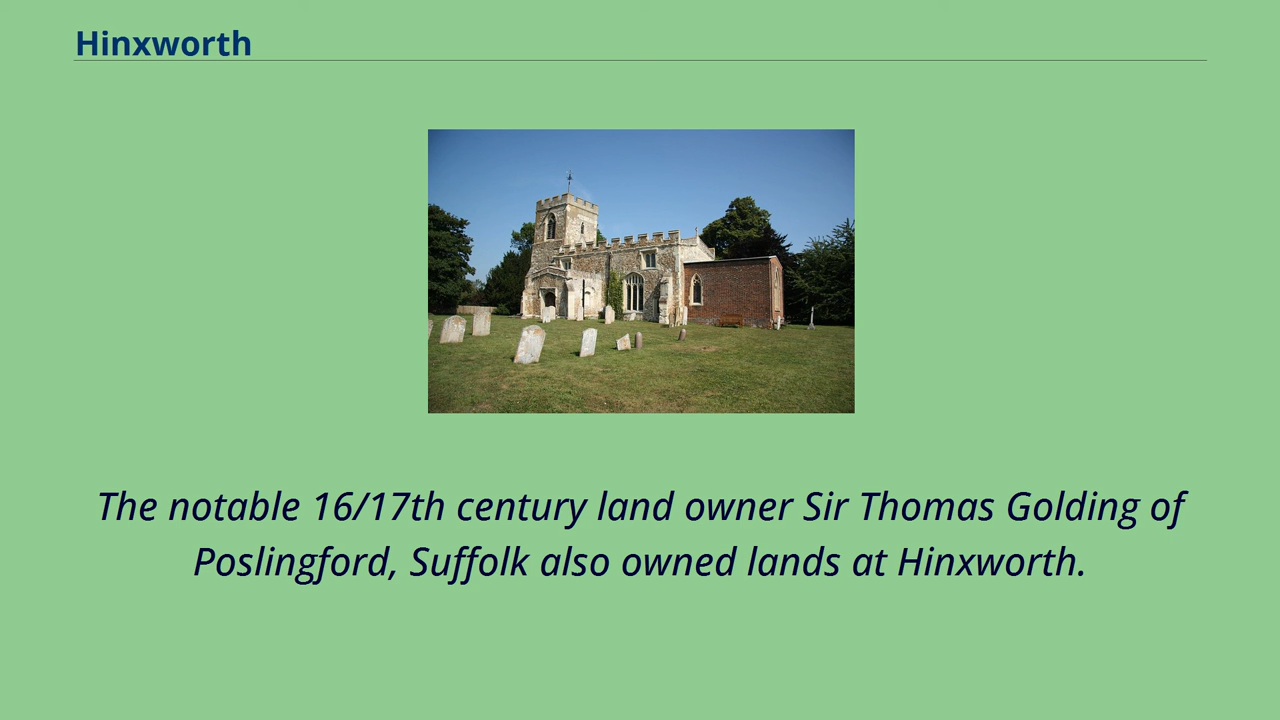 Hinxworth
The notable 16/17th century land owner Sir Thomas Golding of
Poslingford, Suffolk also owned lands at Hinxworth.